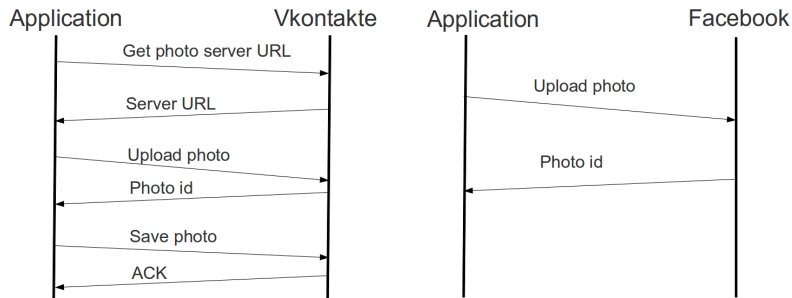 Application
Vkontakte
Get photo server URL
Server URL
Upload photo
Photo id
Save photo
ACK
Application
Facebook
Upload photo
Photo id